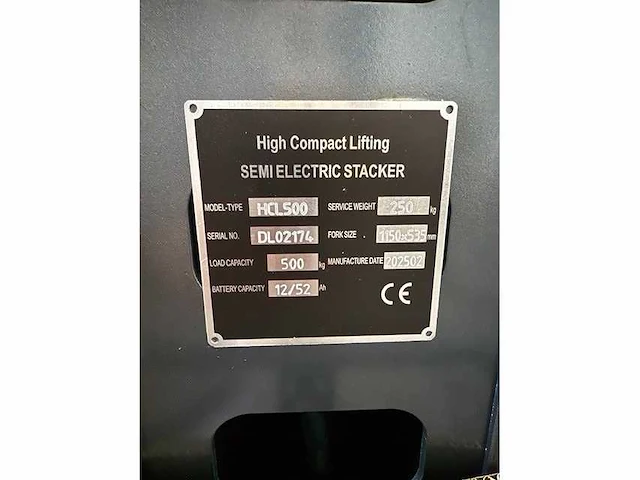 High Compact Lifting
SEMI ELECTRIC STACKER
MODEL-TYPE HCL500 SERVICE WEIGHT 250 kg
SERIAL NO. DL02174 FORK SIZE 1150x535 mm
LOAD CAPACITY 500 kg MANUFACTURE DATE 202502
BATTERY CAPACITY 12/52 Ah CE